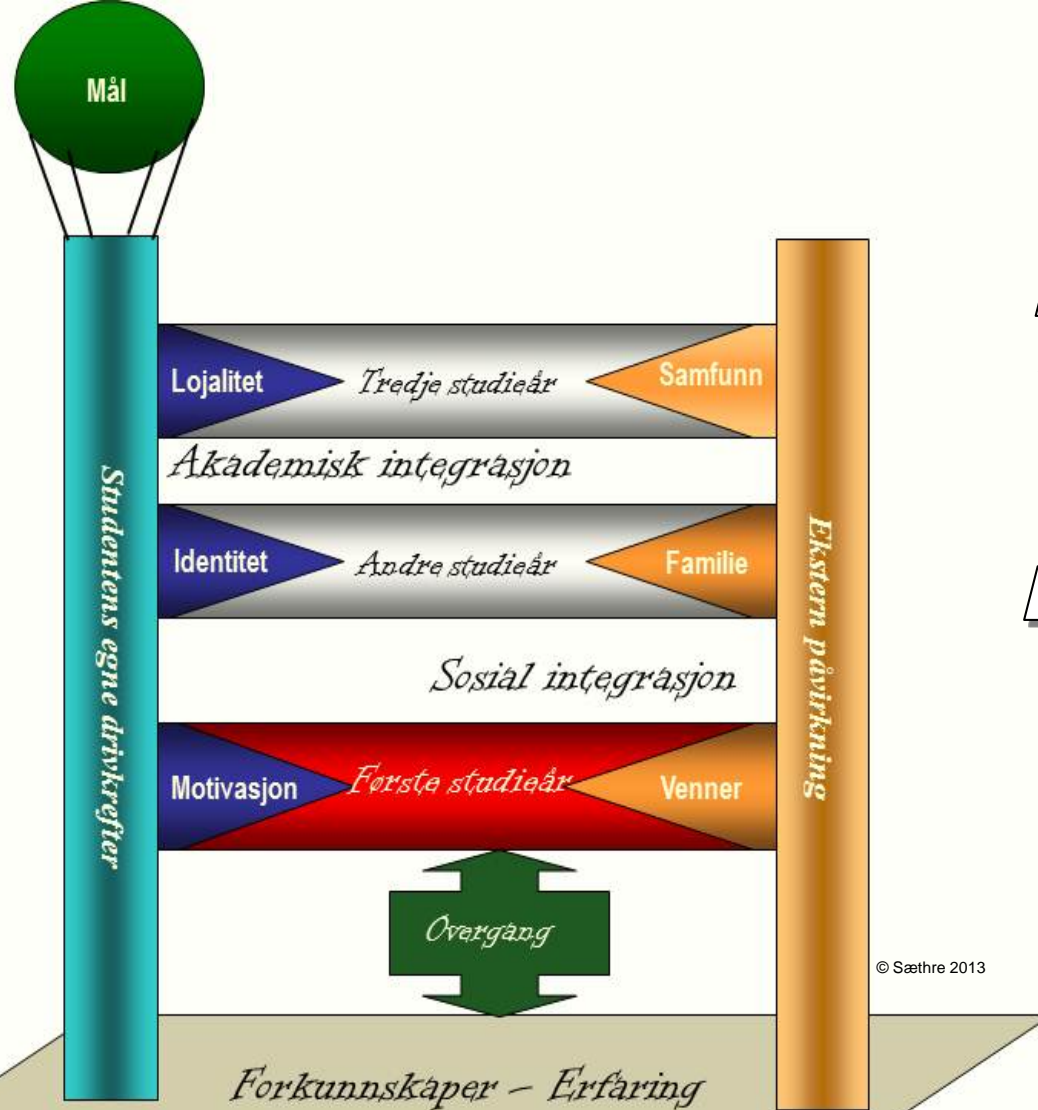 Mål
Lojalitet
Tredje studieår
Samfunn
Akademisk integrasjon
Identitet
Andre studieår
Familie
Sosial integrasjon
Motivasjon
Første studieår
Venner
Studentens egne drivkrefter
Ekstern påvirkning
Overgang
© Sæthre 2013
Forkunnskaper – Erfaring